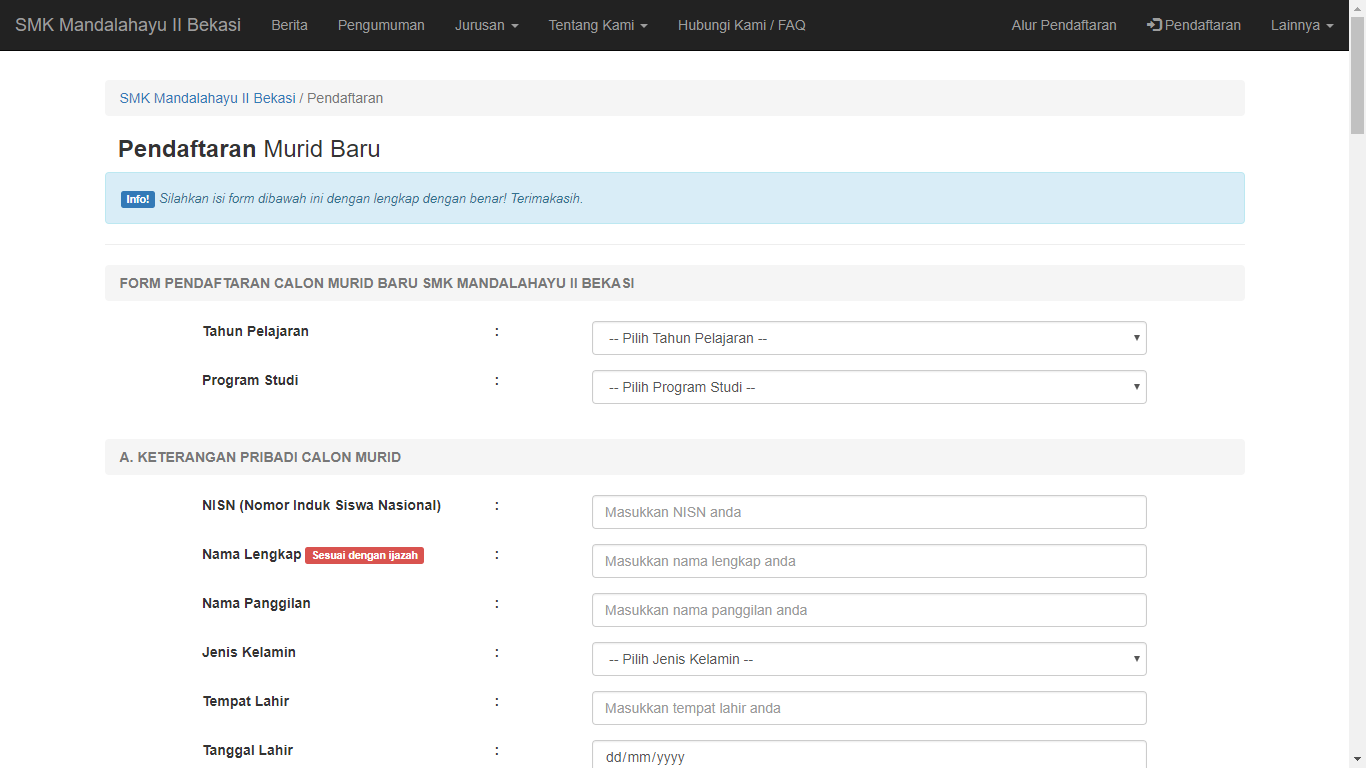 SMK Mandalahayu II Bekasi Berita Pengumuman Jurusan Tentang Kami Hubungi Kami / FAQ Alur Pendaftaran Pendaftaran Lainnya
SMK Mandalahayu II Bekasi / Pendaftaran
Pendaftaran Murid Baru
Info! Silahkan isi form dibawah ini dengan lengkap dengan benar! Terimakasih.
FORM PENDAFTARAN CALON MURID BARU SMK MANDALAHAYU II BEKASI
Tahun Pelajaran : -- Pilih Tahun Pelajaran --
Program Studi : -- Pilih Program Studi --
A. KETERANGAN PRIBADI CALON MURID
NISN (Nomor Induk Siswa Nasional) : Masukkan NISN anda
Nama Lengkap Sesuai dengan ijazah : Masukkan nama lengkap anda
Nama Panggilan : Masukkan nama panggilan anda
Jenis Kelamin : -- Pilih Jenis Kelamin --
Tempat Lahir : Masukkan tempat lahir anda
Tanggal Lahir : dd/mm/yyyy